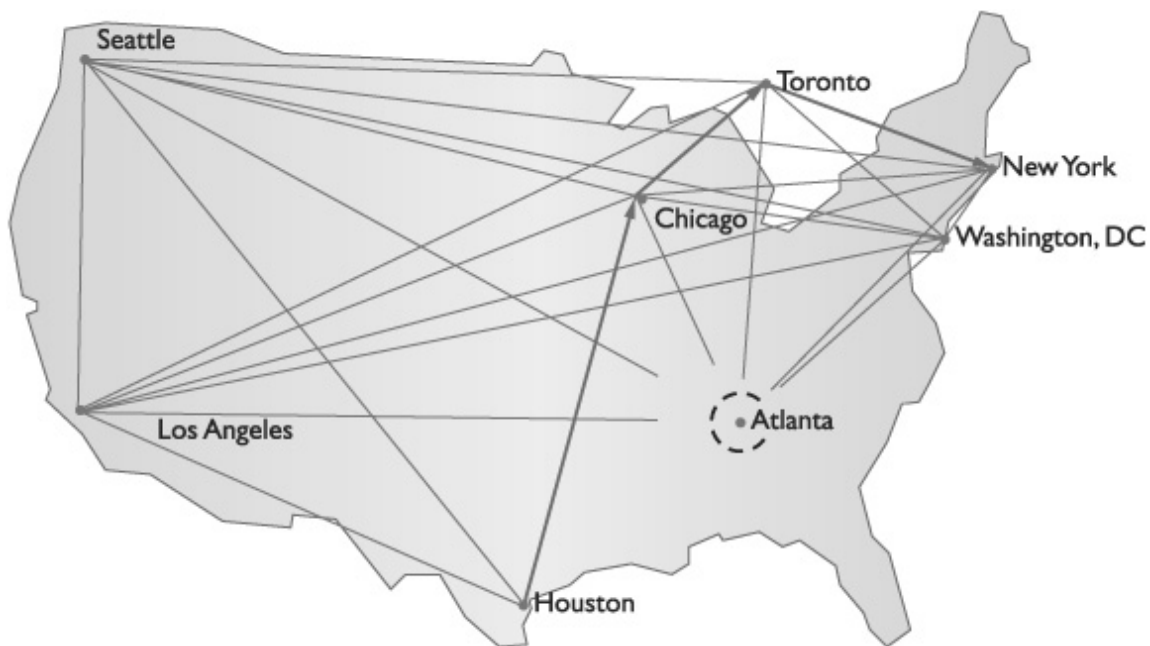 Seattle
Toronto
New York
Chicago
Washington, DC
Los Angeles
Atlanta
Houston